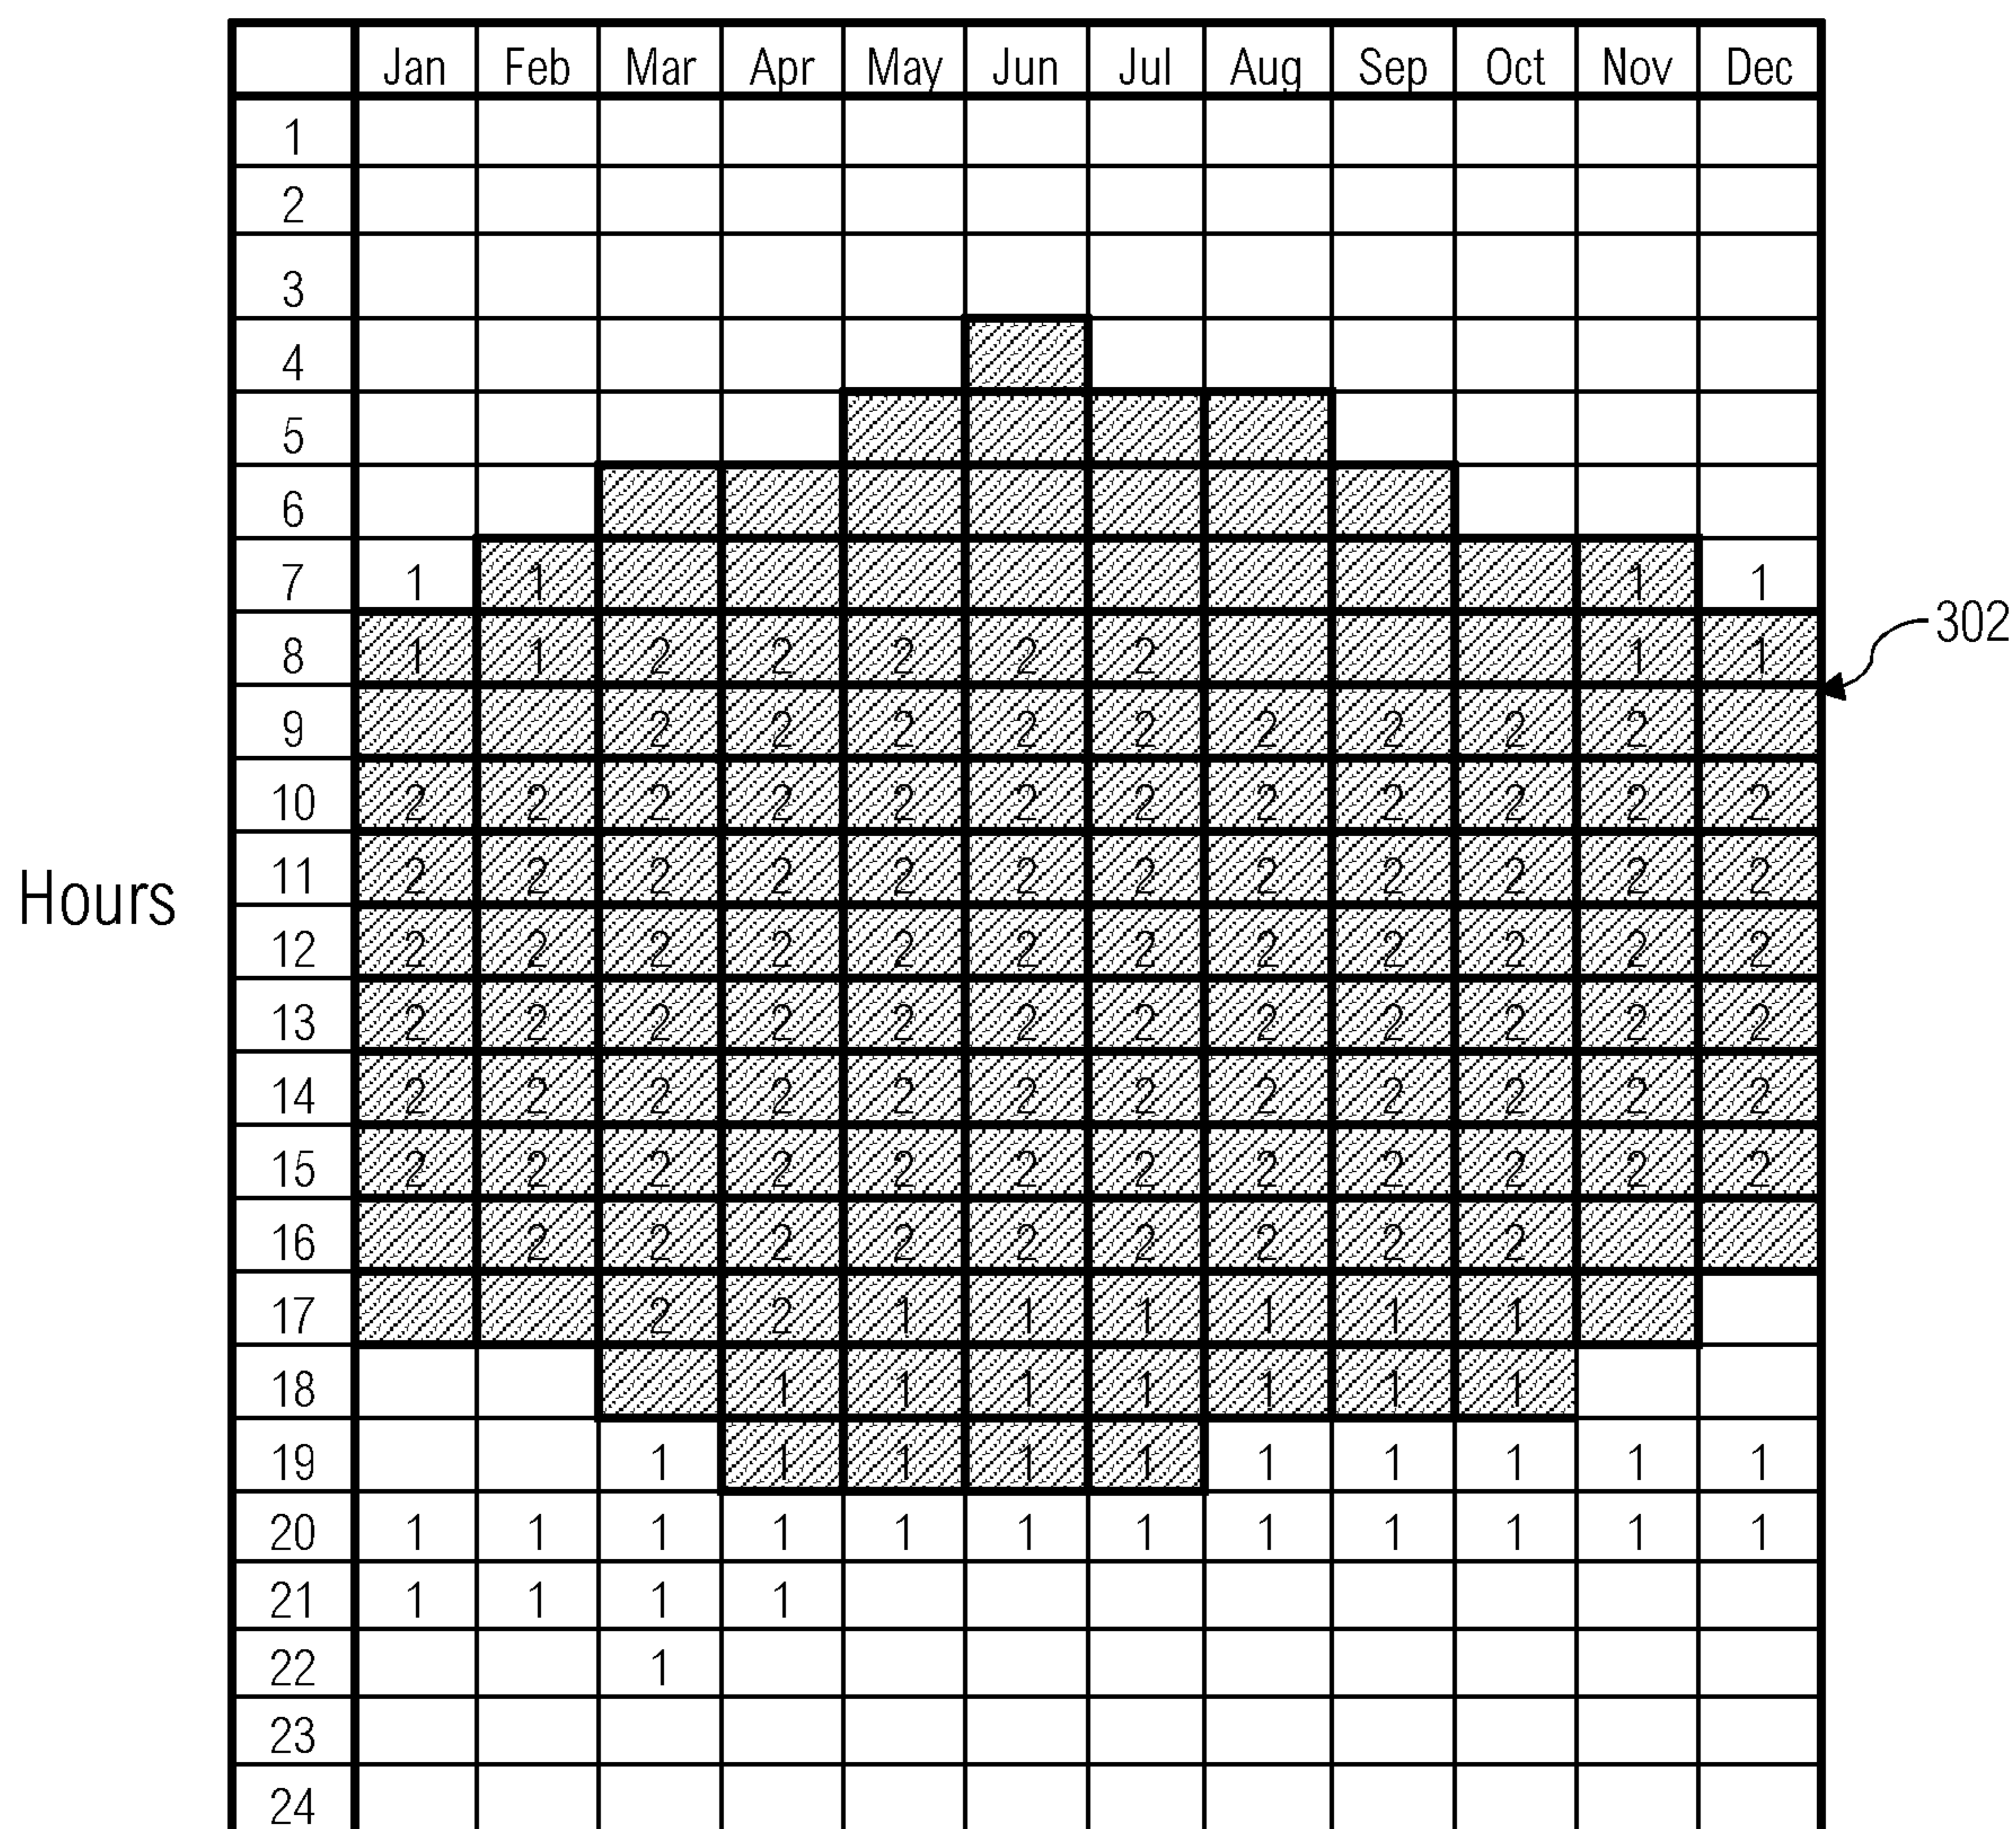 Jan Feb Mar Apr May Jun Jul Aug Sep Oct Nov Dec
1
2
3
4
5
6
7 1 1 1 1
8 1 1 2 2 2 2 2 1 1
302
9 2 2 2 2 2 2 2 2 2
10 2 2 2 2 2 2 2 2 2 2 2 2
11 2 2 2 2 2 2 2 2 2 2 2 2
Hours
12 2 2 2 2 2 2 2 2 2 2 2 2
13 2 2 2 2 2 2 2 2 2 2 2 2
14 2 2 2 2 2 2 2 2 2 2 2 2
15 2 2 2 2 2 2 2 2 2 2 2 2
16 2 2 2 2 2 2 2 2 2
17 2 2 1 1 1 1 1 1
18 1 1 1 1 1 1 1
19 1 1 1 1 1 1 1 1 1 1
20 1 1 1 1 1 1 1 1 1 1 1 1
21 1 1 1 1
22 1
23
24